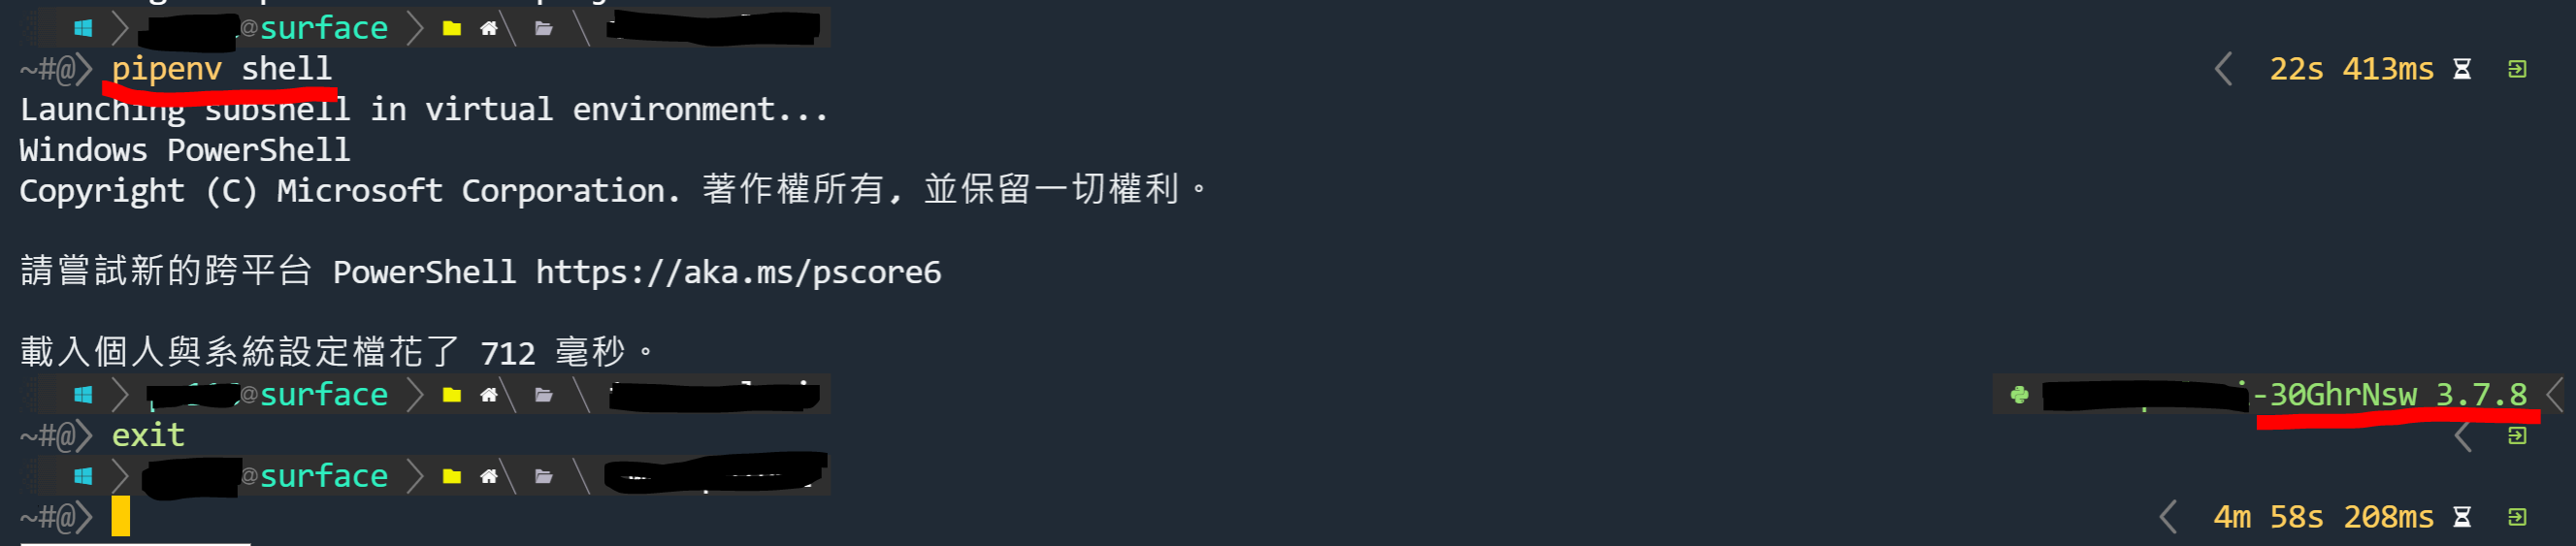 @surface
~#@ pipenv shell 22s 413ms
Launching subshell in virtual environment...
Windows PowerShell
Copyright (C) Microsoft Corporation. 著作權所有, 並保留一切權利。
請嘗試新的跨平台 PowerShell https://aka.ms/pscore6
載入個人與系統設定檔花了 712 毫秒。
@surface -30GhrNsw 3.7.8
~#@ exit
@surface
~#@ 4m 58s 208ms